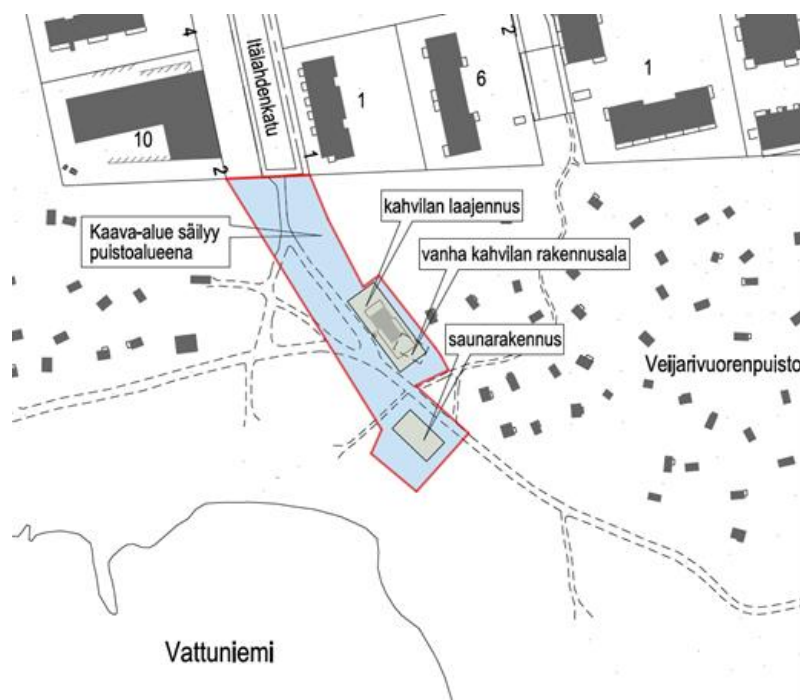 4
Itälahdenkatu
2
1
6
1
10
1
2
kahvilan laajennus
Kaava-alue säilyy
puistoalueena
vanha kahvilan rakennusala
saunarakennus
Veijarivuorenpuisto
Vattuniemi